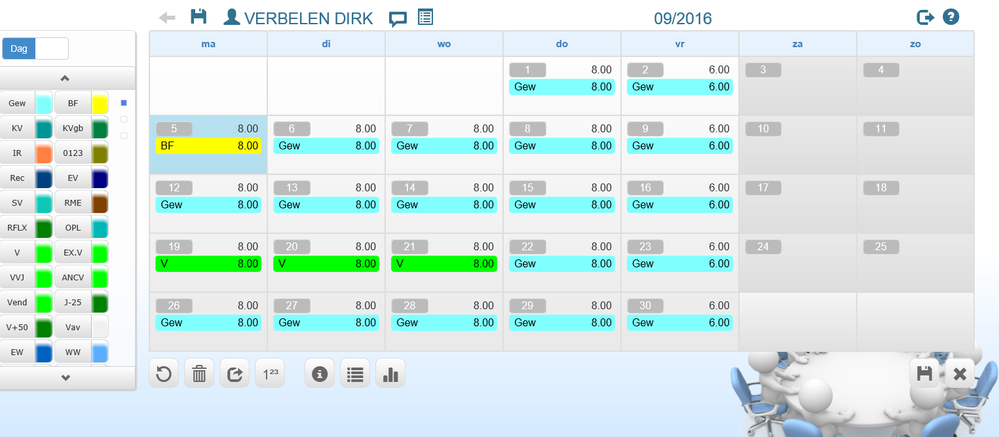 VERBELEN DIRK 09/2016
Dag
ma di wo do vr za zo
1 8.00 2 6.00 3 4
Gew 8.00 Gew 6.00
5 8.00 6 8.00 7 8.00 8 8.00 9 6.00 10 11
BF 8.00 Gew 8.00 Gew 8.00 Gew 8.00 Gew 6.00
12 8.00 13 8.00 14 8.00 15 8.00 16 6.00 17 18
Gew 8.00 Gew 8.00 Gew 8.00 Gew 8.00 Gew 6.00
19 8.00 20 8.00 21 8.00 22 8.00 23 6.00 24 25
V 8.00 V 8.00 V 8.00 Gew 8.00 Gew 6.00
26 8.00 27 8.00 28 8.00 29 8.00 30 6.00
Gew 8.00 Gew 8.00 Gew 8.00 Gew 8.00 Gew 6.00
Gew BF
KV KVgb
IR 0123
Rec EV
SV RME
RFLX OPL
V EX.V
VVJ ANCV
Vend J-25
V+50 Vav
EW WW
1²³